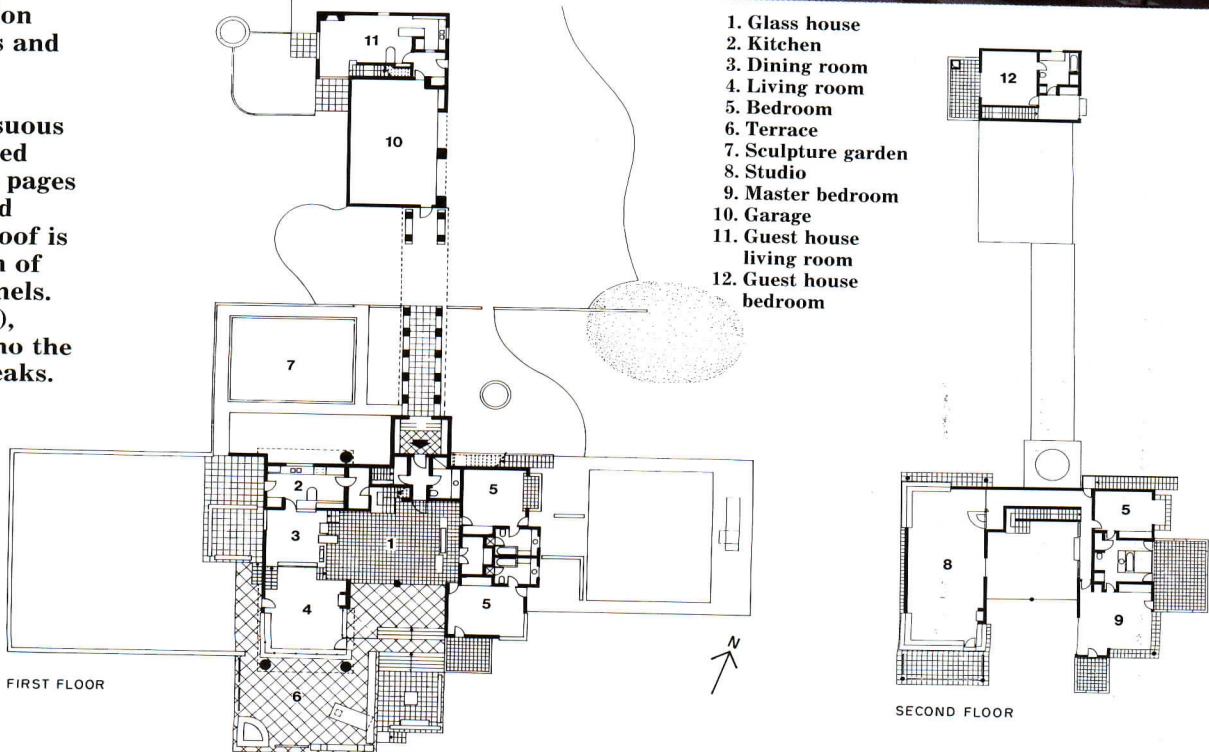 on
s and
suous
ed
pages
d
oof is
n of
nels.
),
no the
eaks.
1. Glass house
2. Kitchen
3. Dining room
4. Living room
5. Bedroom
6. Terrace
7. Sculpture garden
8. Studio
9. Master bedroom
10. Garage
11. Guest house
living room
12. Guest house
bedroom
11
10
7
2
5
3
1
4
5
6
FIRST FLOOR
N
12
5
8
9
SECOND FLOOR